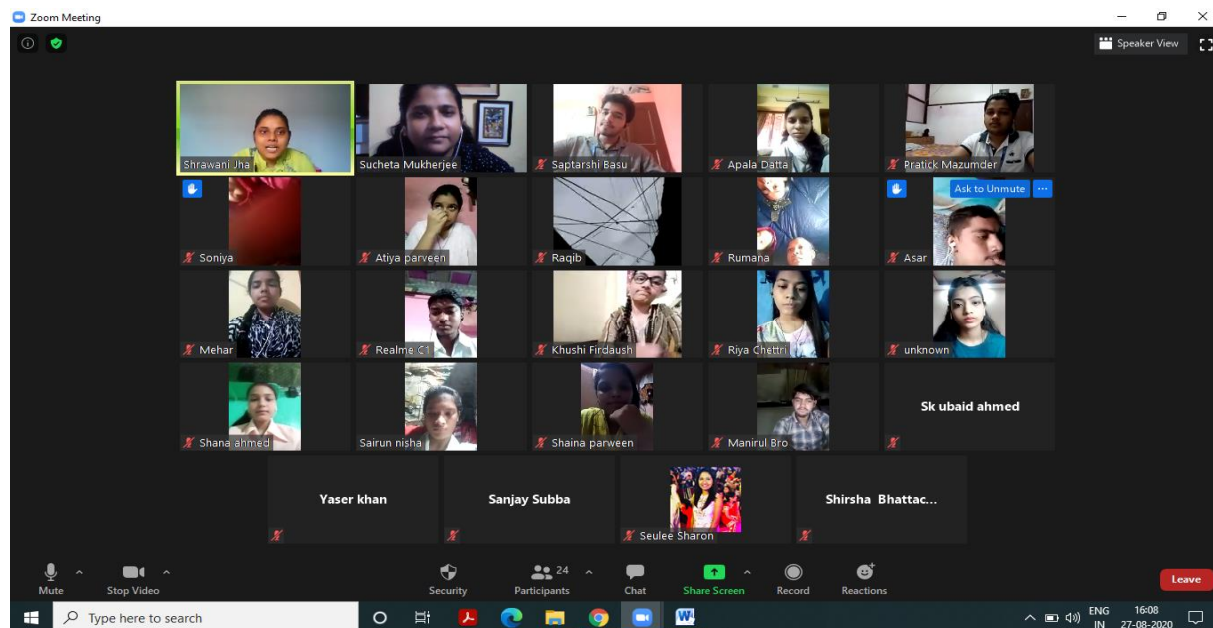 Zoom Meeting
Speaker View
Shrawani Jha
Sucheta Mukherjee
Saptarshi Basu
Apala Datta
Pratick Mazumder
Ask to Unmute
Soniya
Atiya parveen
Raqib
Rumana
Asar
Mehar
Realme C1
Khushi Firdaush
Riya Chettri
unknown
Shana ahmed
Sairun nisha
Shaina parween
Manirul Bro
Sk ubaid ahmed
Yaser khan
Sanjay Subba
Seulee Sharon
Shirsha Bhattac...
24
Mute
Stop Video
Security
Participants
Chat
Share Screen
Record
Reactions
Leave
Type here to search
W
ENG
IN
16:08
27-08-2020